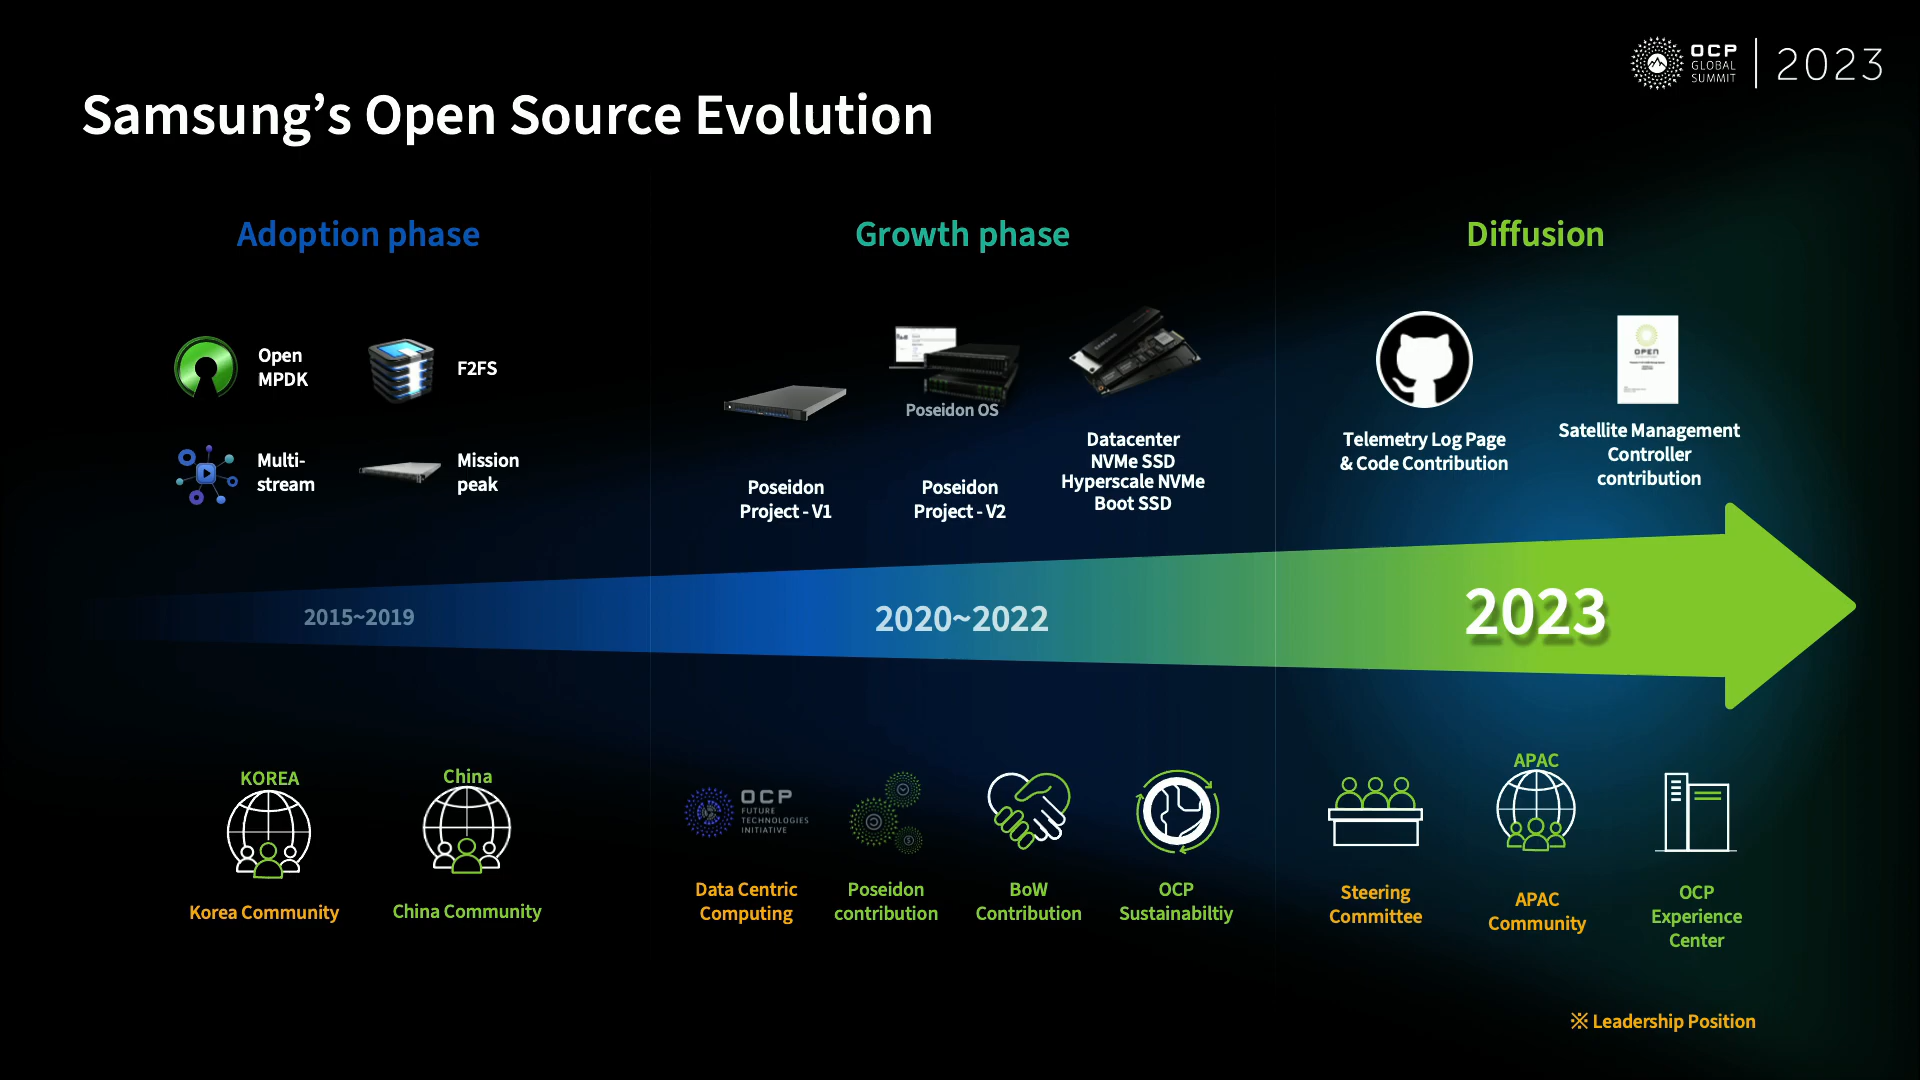 OCP
GLOBAL
SUMMIT
2023
Samsung’s Open Source Evolution
Adoption phase
Growth phase
Diffusion
Open
MPDK
F2FS
Multi-
stream
Mission
peak
Poseidon OS
Poseidon
Project - V1
Poseidon
Project - V2
Datacenter
NVMe SSD
Hyperscale NVMe
Boot SSD
Telemetry Log Page
& Code Contribution
OPEN
Satellite Management
Controller
contribution
2015~2019
2020~2022
2023
KOREA
Korea Community
China
China Community
OCP
FUTURE
TECHNOLOGIES
INITIATIVE
Data Centric
Computing
Poseidon
contribution
BoW
Contribution
OCP
Sustainabiltiy
Steering
Committee
APAC
APAC
Community
OCP
Experience
Center
※ Leadership Position